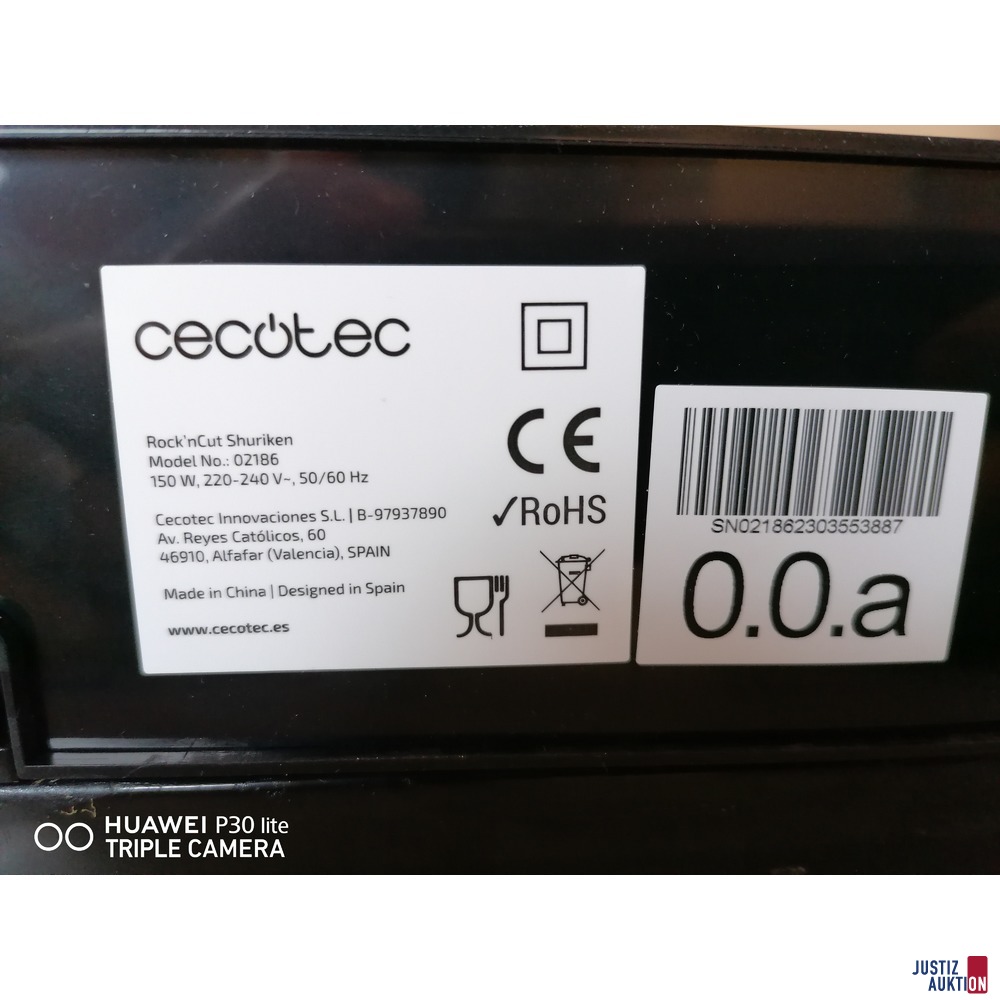 cecotec
Rock'nCut Shuriken
Model No.: 02186
150 W, 220-240 V~, 50/60 Hz
Cecotec Innovaciones S.L. | B-97937890
Av. Reyes Católicos, 60
46910, Alfafar (Valencia), SPAIN
Made in China | Designed in Spain
www.cecotec.es
CE
✓RoHS
SN021862303553887
0.0.a
HUAWEI P30 lite
TRIPLE CAMERA
JUSTIZ
AUKTION